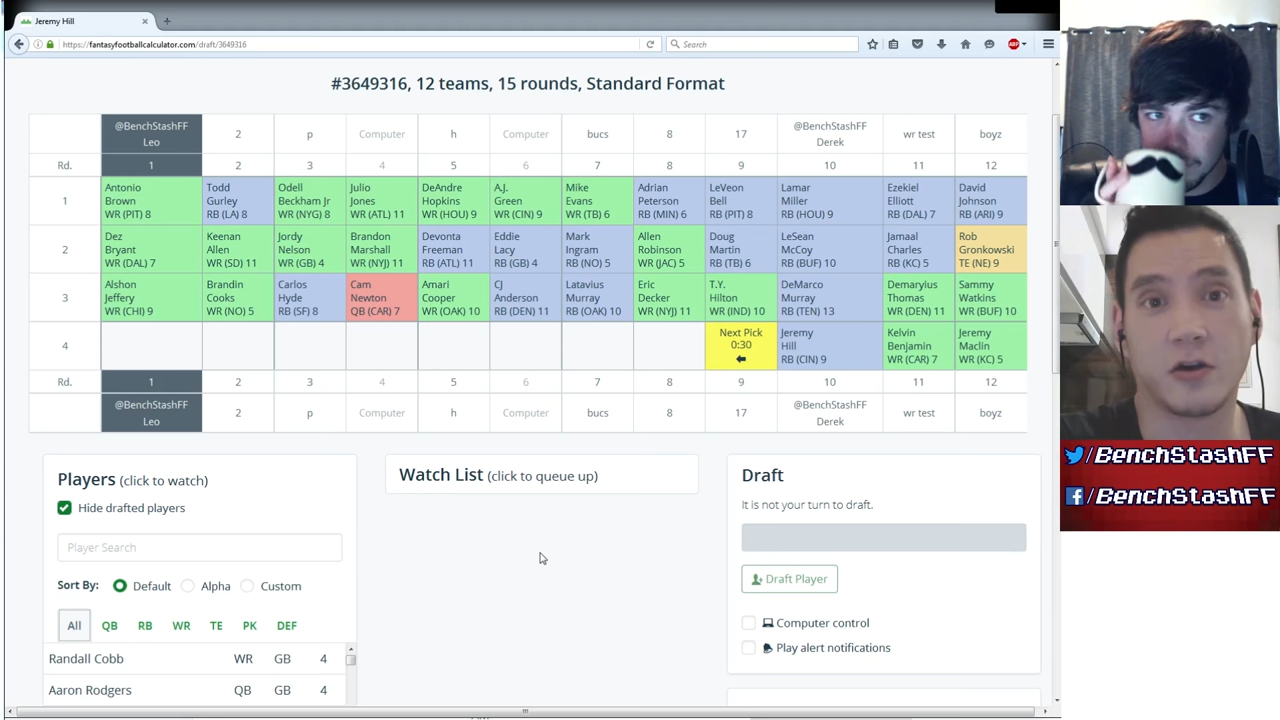 Jeremy Hill
https://fantasyfootballcalculator.com/draft/3649316
Search
ABP
#3649316, 12 teams, 15 rounds, Standard Format
@BenchStashFF Leo 2 p Computer h Computer bucs 8 17 @BenchStashFF Derek wr test boyz
Rd. 1 2 3 4 5 6 7 8 9 10 11 12
1
Antonio Brown WR (PIT) 8
Todd Gurley RB (LA) 8
Odell Beckham Jr WR (NYG) 8
Julio Jones WR (ATL) 11
DeAndre Hopkins WR (HOU) 9
A.J. Green WR (CIN) 9
Mike Evans WR (TB) 6
Adrian Peterson RB (MIN) 6
LeVeon Bell RB (PIT) 8
Lamar Miller RB (HOU) 9
Ezekiel Elliott RB (DAL) 7
David Johnson RB (ARI) 9
2
Dez Bryant WR (DAL) 7
Keenan Allen WR (SD) 11
Jordy Nelson WR (GB) 4
Brandon Marshall WR (NYJ) 11
Devonta Freeman RB (ATL) 11
Eddie Lacy RB (GB) 4
Mark Ingram RB (NO) 5
Allen Robinson WR (JAC) 5
Doug Martin RB (TB) 6
LeSean McCoy RB (BUF) 10
Jamaal Charles RB (KC) 5
Rob Gronkowski TE (NE) 9
3
Alshon Jeffery WR (CHI) 9
Brandin Cooks WR (NO) 5
Carlos Hyde RB (SF) 8
Cam Newton QB (CAR) 7
Amari Cooper WR (OAK) 10
CJ Anderson RB (DEN) 11
Latavius Murray RB (OAK) 10
Eric Decker WR (NYJ) 11
T.Y. Hilton WR (IND) 10
DeMarco Murray RB (TEN) 13
Demaryius Thomas WR (DEN) 11
Sammy Watkins WR (BUF) 10
4
Next Pick 0:30
Jeremy Hill RB (CIN) 9
Kelvin Benjamin WR (CAR) 7
Jeremy Maclin WR (KC) 5
Rd. 1 2 3 4 5 6 7 8 9 10 11 12
@BenchStashFF Leo 2 p Computer h Computer bucs 8 17 @BenchStashFF Derek wr test boyz
Players (click to watch)
Hide drafted players
Player Search
Sort By: Default Alpha Custom
All QB RB WR TE PK DEF
Randall Cobb WR GB 4
Aaron Rodgers QB GB 4
Watch List (click to queue up)
Draft
It is not your turn to draft.
Draft Player
Computer control
Play alert notifications
/BenchStashFF
/BenchStashFF